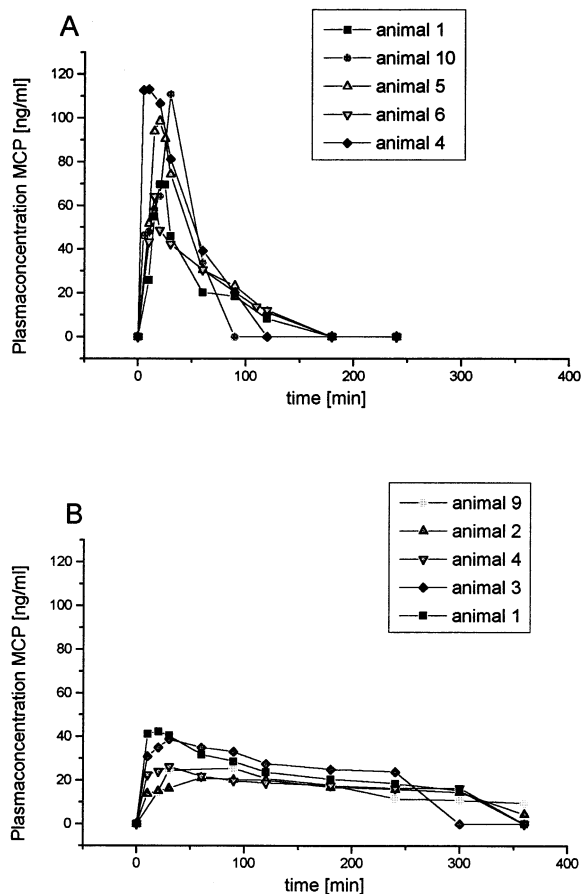 A
animal 1
animal 10
animal 5
animal 6
animal 4
Plasmaconcentration MCP [ng/ml]
120
100
80
60
40
20
0
0
100
200
300
400
time [min]
B
animal 9
animal 2
animal 4
animal 3
animal 1
Plasmaconcentration MCP [ng/ml]
120
100
80
60
40
20
0
0
100
200
300
400
time [min]